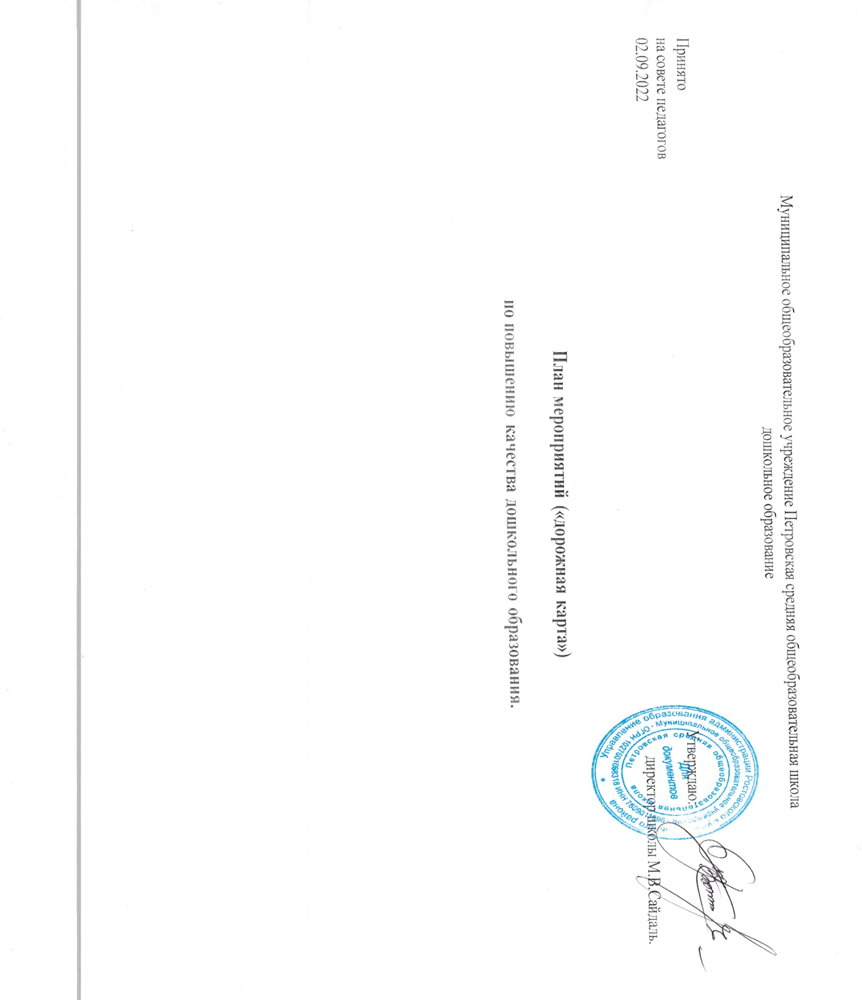 Муниципальное общеобразовательное учреждение Петровская средняя общеобразовательная школа
дошкольное образование
Принято
на совете педагогов
02.09.2022
Утверждаю:
директор школы М.В.Сайдаль.
Управление образования администрации Ростовского района
ОГРН 1027601068318 ИНН
Муниципальное общеобразовательное учреждение
Петровская средняя общеобразовательная школа
Для
документов
План мероприятий («дорожная карта»)
по повышению качества дошкольного образования.